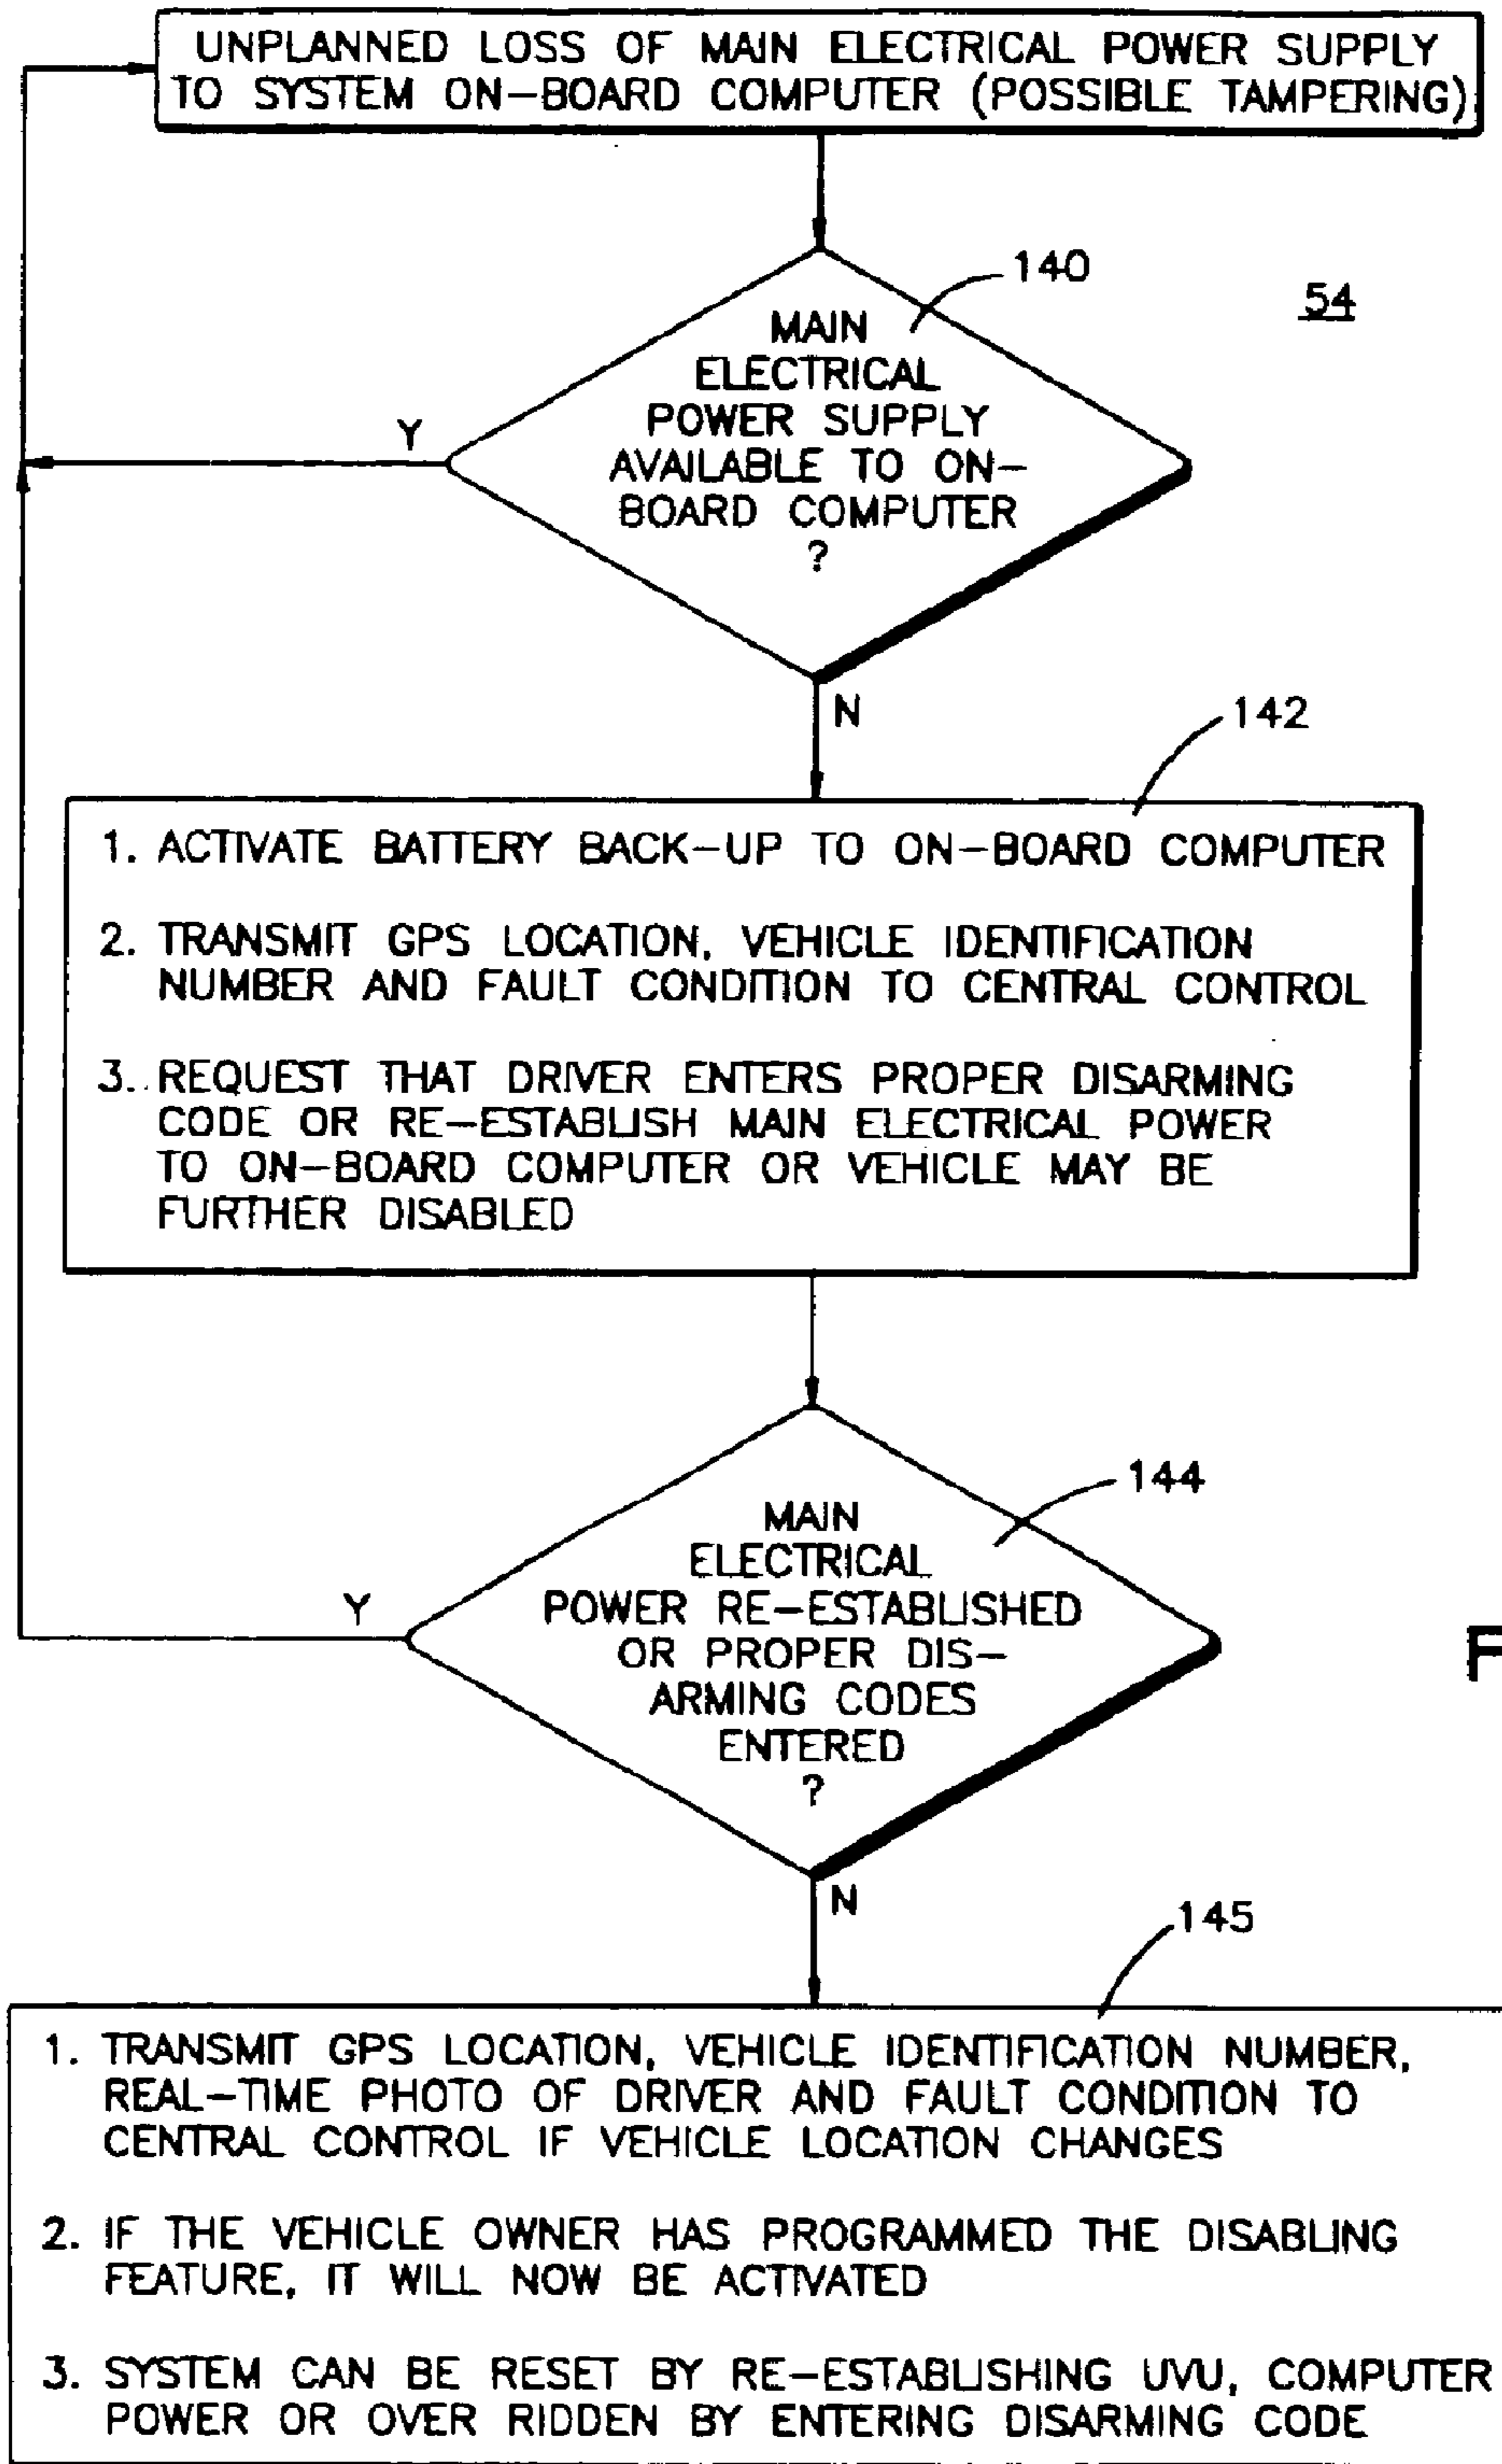 UNPLANNED LOSS OF MAIN ELECTRICAL POWER SUPPLY
TO SYSTEM ON-BOARD COMPUTER (POSSIBLE TAMPERING)
140
54
MAIN
ELECTRICAL
POWER SUPPLY
AVAILABLE TO ON-
BOARD COMPUTER
?
Y
N
142
1. ACTIVATE BATTERY BACK-UP TO ON-BOARD COMPUTER
2. TRANSMIT GPS LOCATION, VEHICLE IDENTIFICATION
NUMBER AND FAULT CONDITION TO CENTRAL CONTROL
3. REQUEST THAT DRIVER ENTERS PROPER DISARMING
CODE OR RE-ESTABLISH MAIN ELECTRICAL POWER
TO ON-BOARD COMPUTER OR VEHICLE MAY BE
FURTHER DISABLED
144
MAIN
ELECTRICAL
POWER RE-ESTABLISHED
OR PROPER DIS-
ARMING CODES
ENTERED
?
Y
F
N
145
1. TRANSMIT GPS LOCATION, VEHICLE IDENTIFICATION NUMBER,
REAL-TIME PHOTO OF DRIVER AND FAULT CONDITION TO
CENTRAL CONTROL IF VEHICLE LOCATION CHANGES
2. IF THE VEHICLE OWNER HAS PROGRAMMED THE DISABLING
FEATURE, IT WILL NOW BE ACTIVATED
3. SYSTEM CAN BE RESET BY RE-ESTABLISHING UVU, COMPUTER
POWER OR OVER RIDDEN BY ENTERING DISARMING CODE